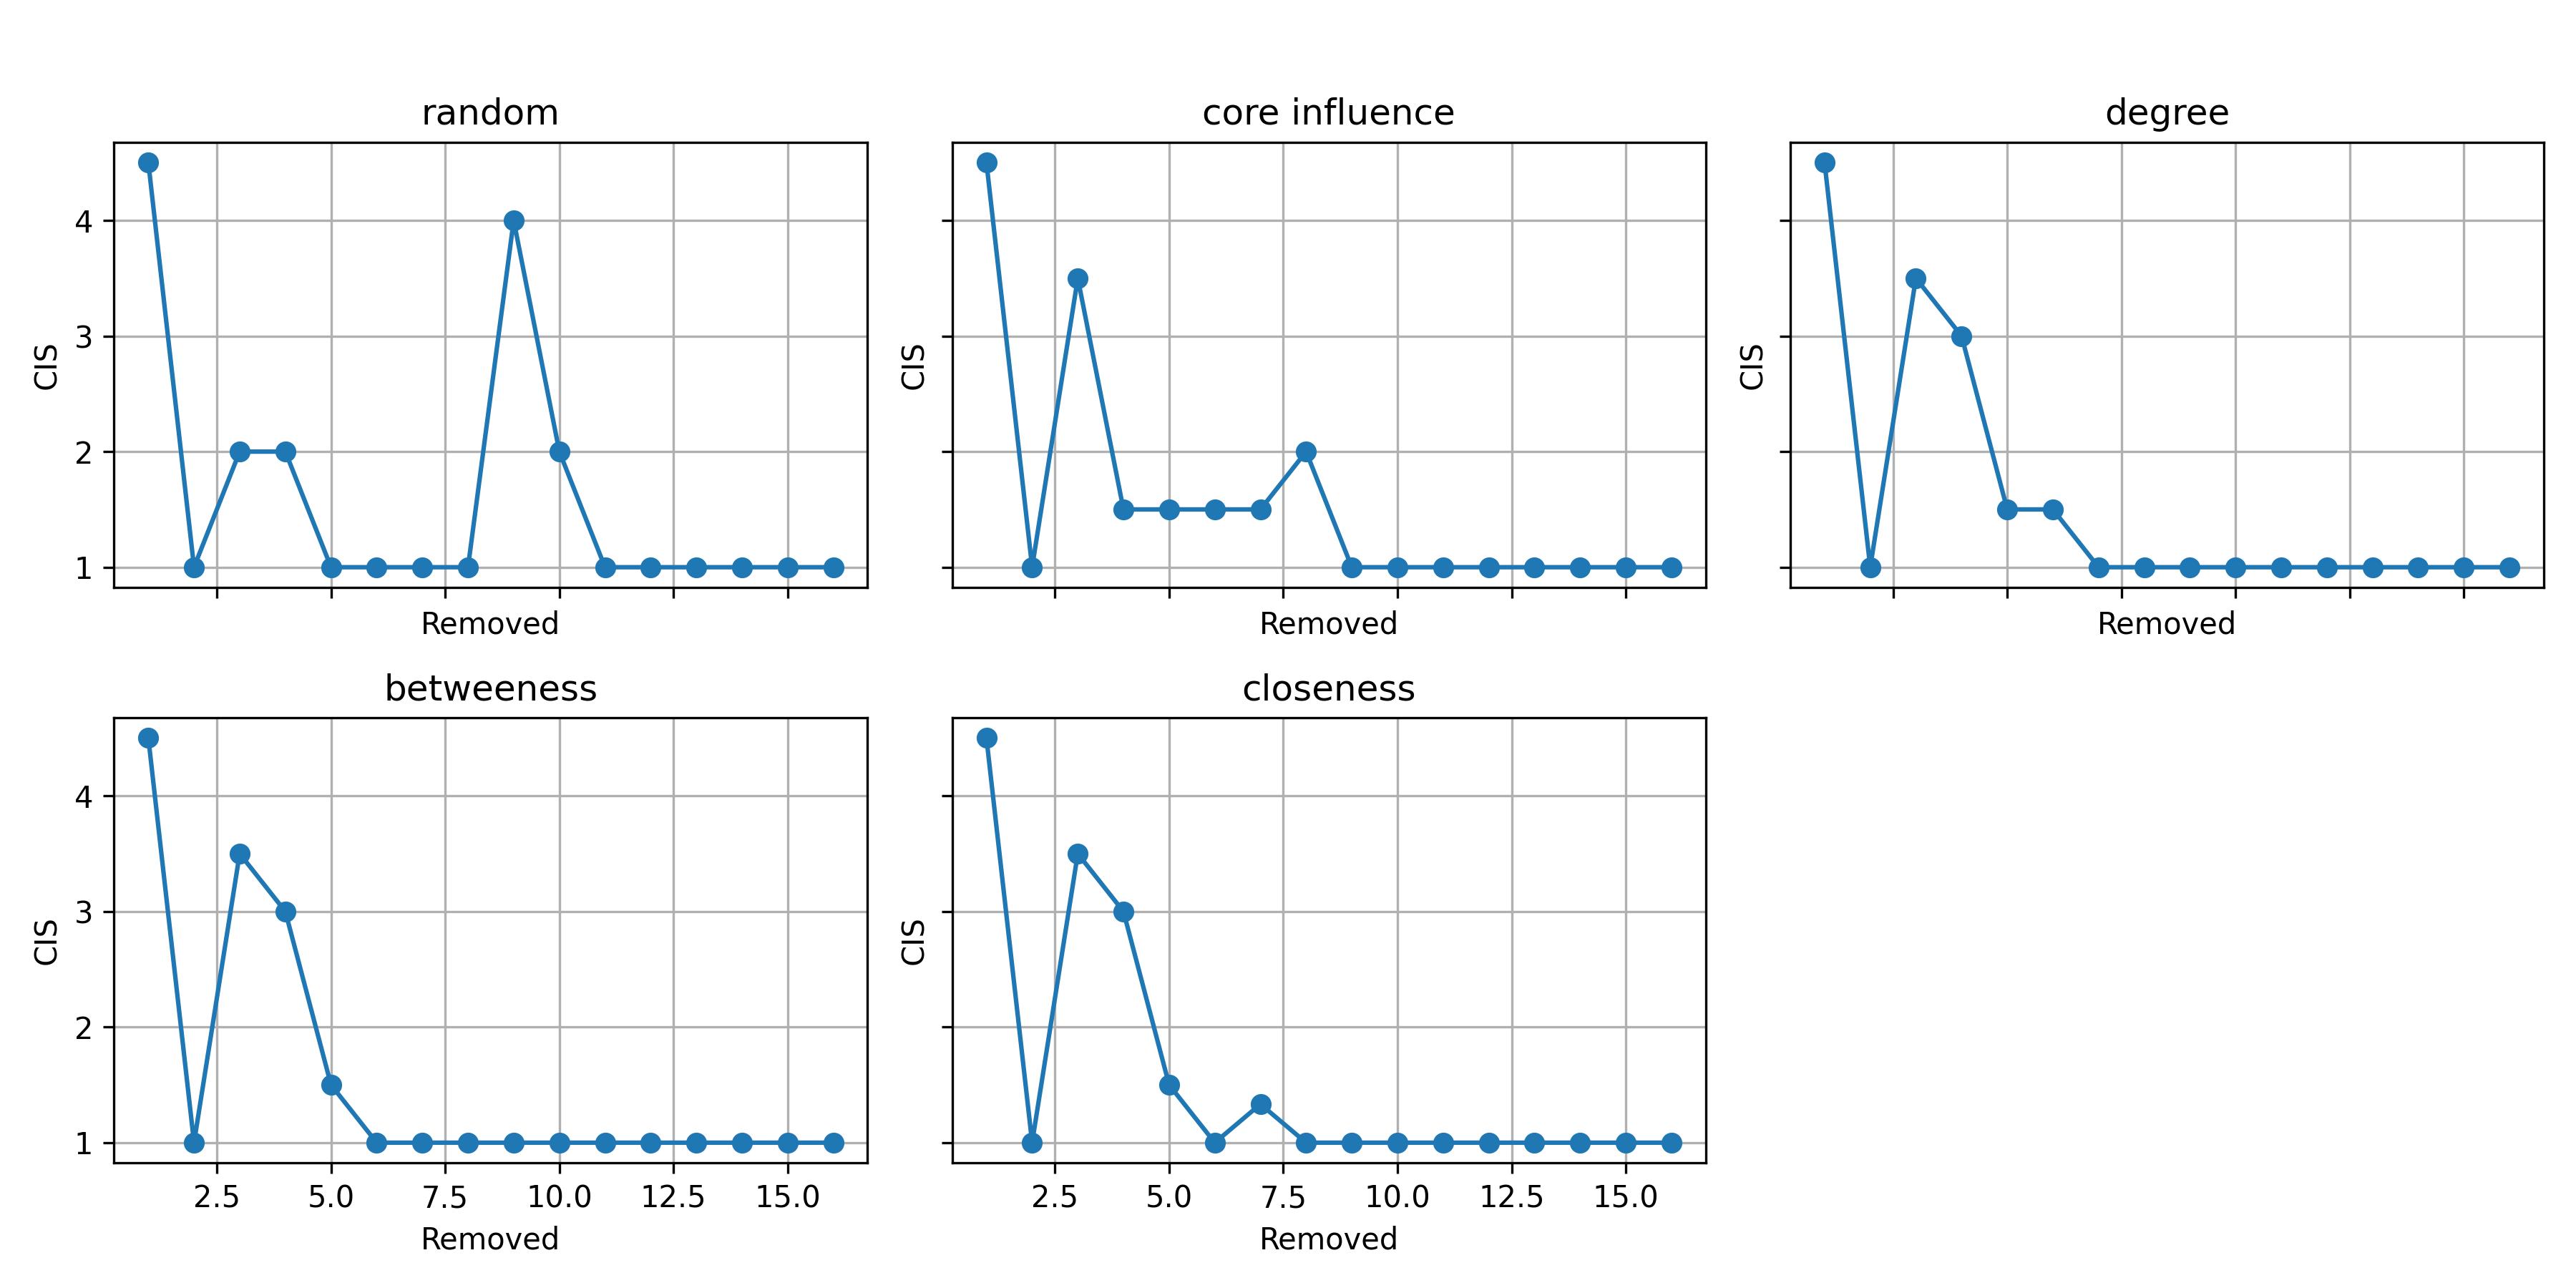 random
4
3
2
1
CIS
Removed
core influence
CIS
Removed
degree
CIS
Removed
betweeness
4
3
2
1
CIS
2.5 5.0 7.5 10.0 12.5 15.0
Removed
closeness
CIS
2.5 5.0 7.5 10.0 12.5 15.0
Removed